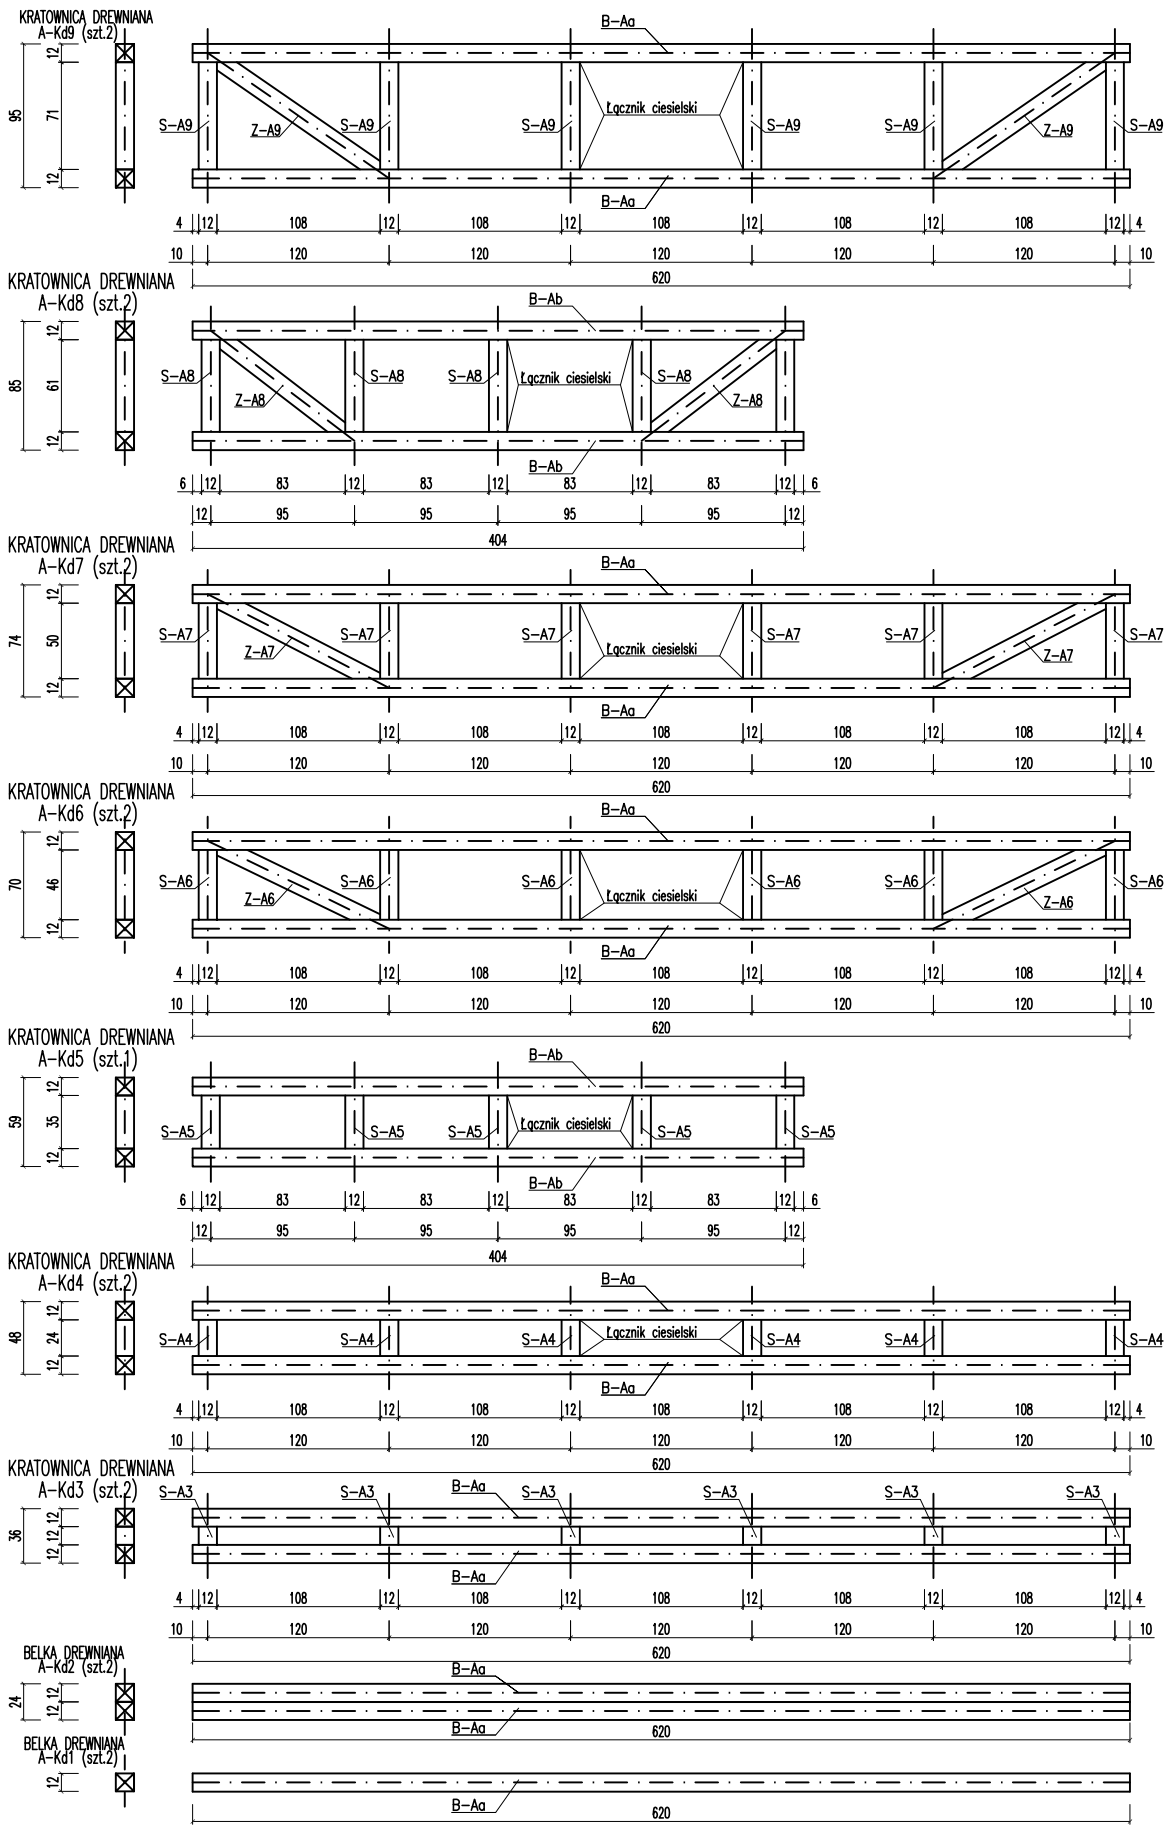 KRATOWNICA DREWNIANA
A-Kd9 (szt.2)
B-Aa
12
95
71
12
S-A9
Z-A9
S-A9
S-A9
Łącznik ciesielski
S-A9
S-A9
Z-A9
S-A9
B-Aa
4 12 108 12 108 12 108 12 108 12 108 12 4
10 120 120 120 120 120 10
620
KRATOWNICA DREWNIANA
A-Kd8 (szt.2)
B-Ab
12
85
61
12
S-A8
Z-A8
S-A8
S-A8
Łącznik ciesielski
S-A8
Z-A8
B-Ab
6 12 83 12 83 12 83 12 83 12 6
12 95 95 95 95 12
404
KRATOWNICA DREWNIANA
A-Kd7 (szt.2)
B-Aa
12
74
50
12
S-A7
Z-A7
S-A7
S-A7
Łącznik ciesielski
S-A7
S-A7
Z-A7
S-A7
B-Aa
4 12 108 12 108 12 108 12 108 12 108 12 4
10 120 120 120 120 120 10
620
KRATOWNICA DREWNIANA
A-Kd6 (szt.2)
B-Aa
12
70
46
12
S-A6
Z-A6
S-A6
S-A6
Łącznik ciesielski
S-A6
S-A6
Z-A6
S-A6
B-Aa
4 12 108 12 108 12 108 12 108 12 108 12 4
10 120 120 120 120 120 10
620
KRATOWNICA DREWNIANA
A-Kd5 (szt.1)
B-Ab
12
59
35
12
S-A5
S-A5
S-A5
Łącznik ciesielski
S-A5
S-A5
B-Ab
6 12 83 12 83 12 83 12 83 12 6
12 95 95 95 95 12
404
KRATOWNICA DREWNIANA
A-Kd4 (szt.2)
B-Aa
12
48
24
12
S-A4
S-A4
S-A4
Łącznik ciesielski
S-A4
S-A4
S-A4
B-Aa
4 12 108 12 108 12 108 12 108 12 108 12 4
10 120 120 120 120 120 10
620
KRATOWNICA DREWNIANA
A-Kd3 (szt.2)
S-A3 S-A3 B-Aa S-A3 S-A3 S-A3 S-A3
12
36
12
12
B-Aa
4 12 108 12 108 12 108 12 108 12 108 12 4
10 120 120 120 120 120 10
620
BELKA DREWNIANA
A-Kd2 (szt.2)
B-Aa
12
24
12
B-Aa
620
BELKA DREWNIANA
A-Kd1 (szt.2)
12
B-Aa
620